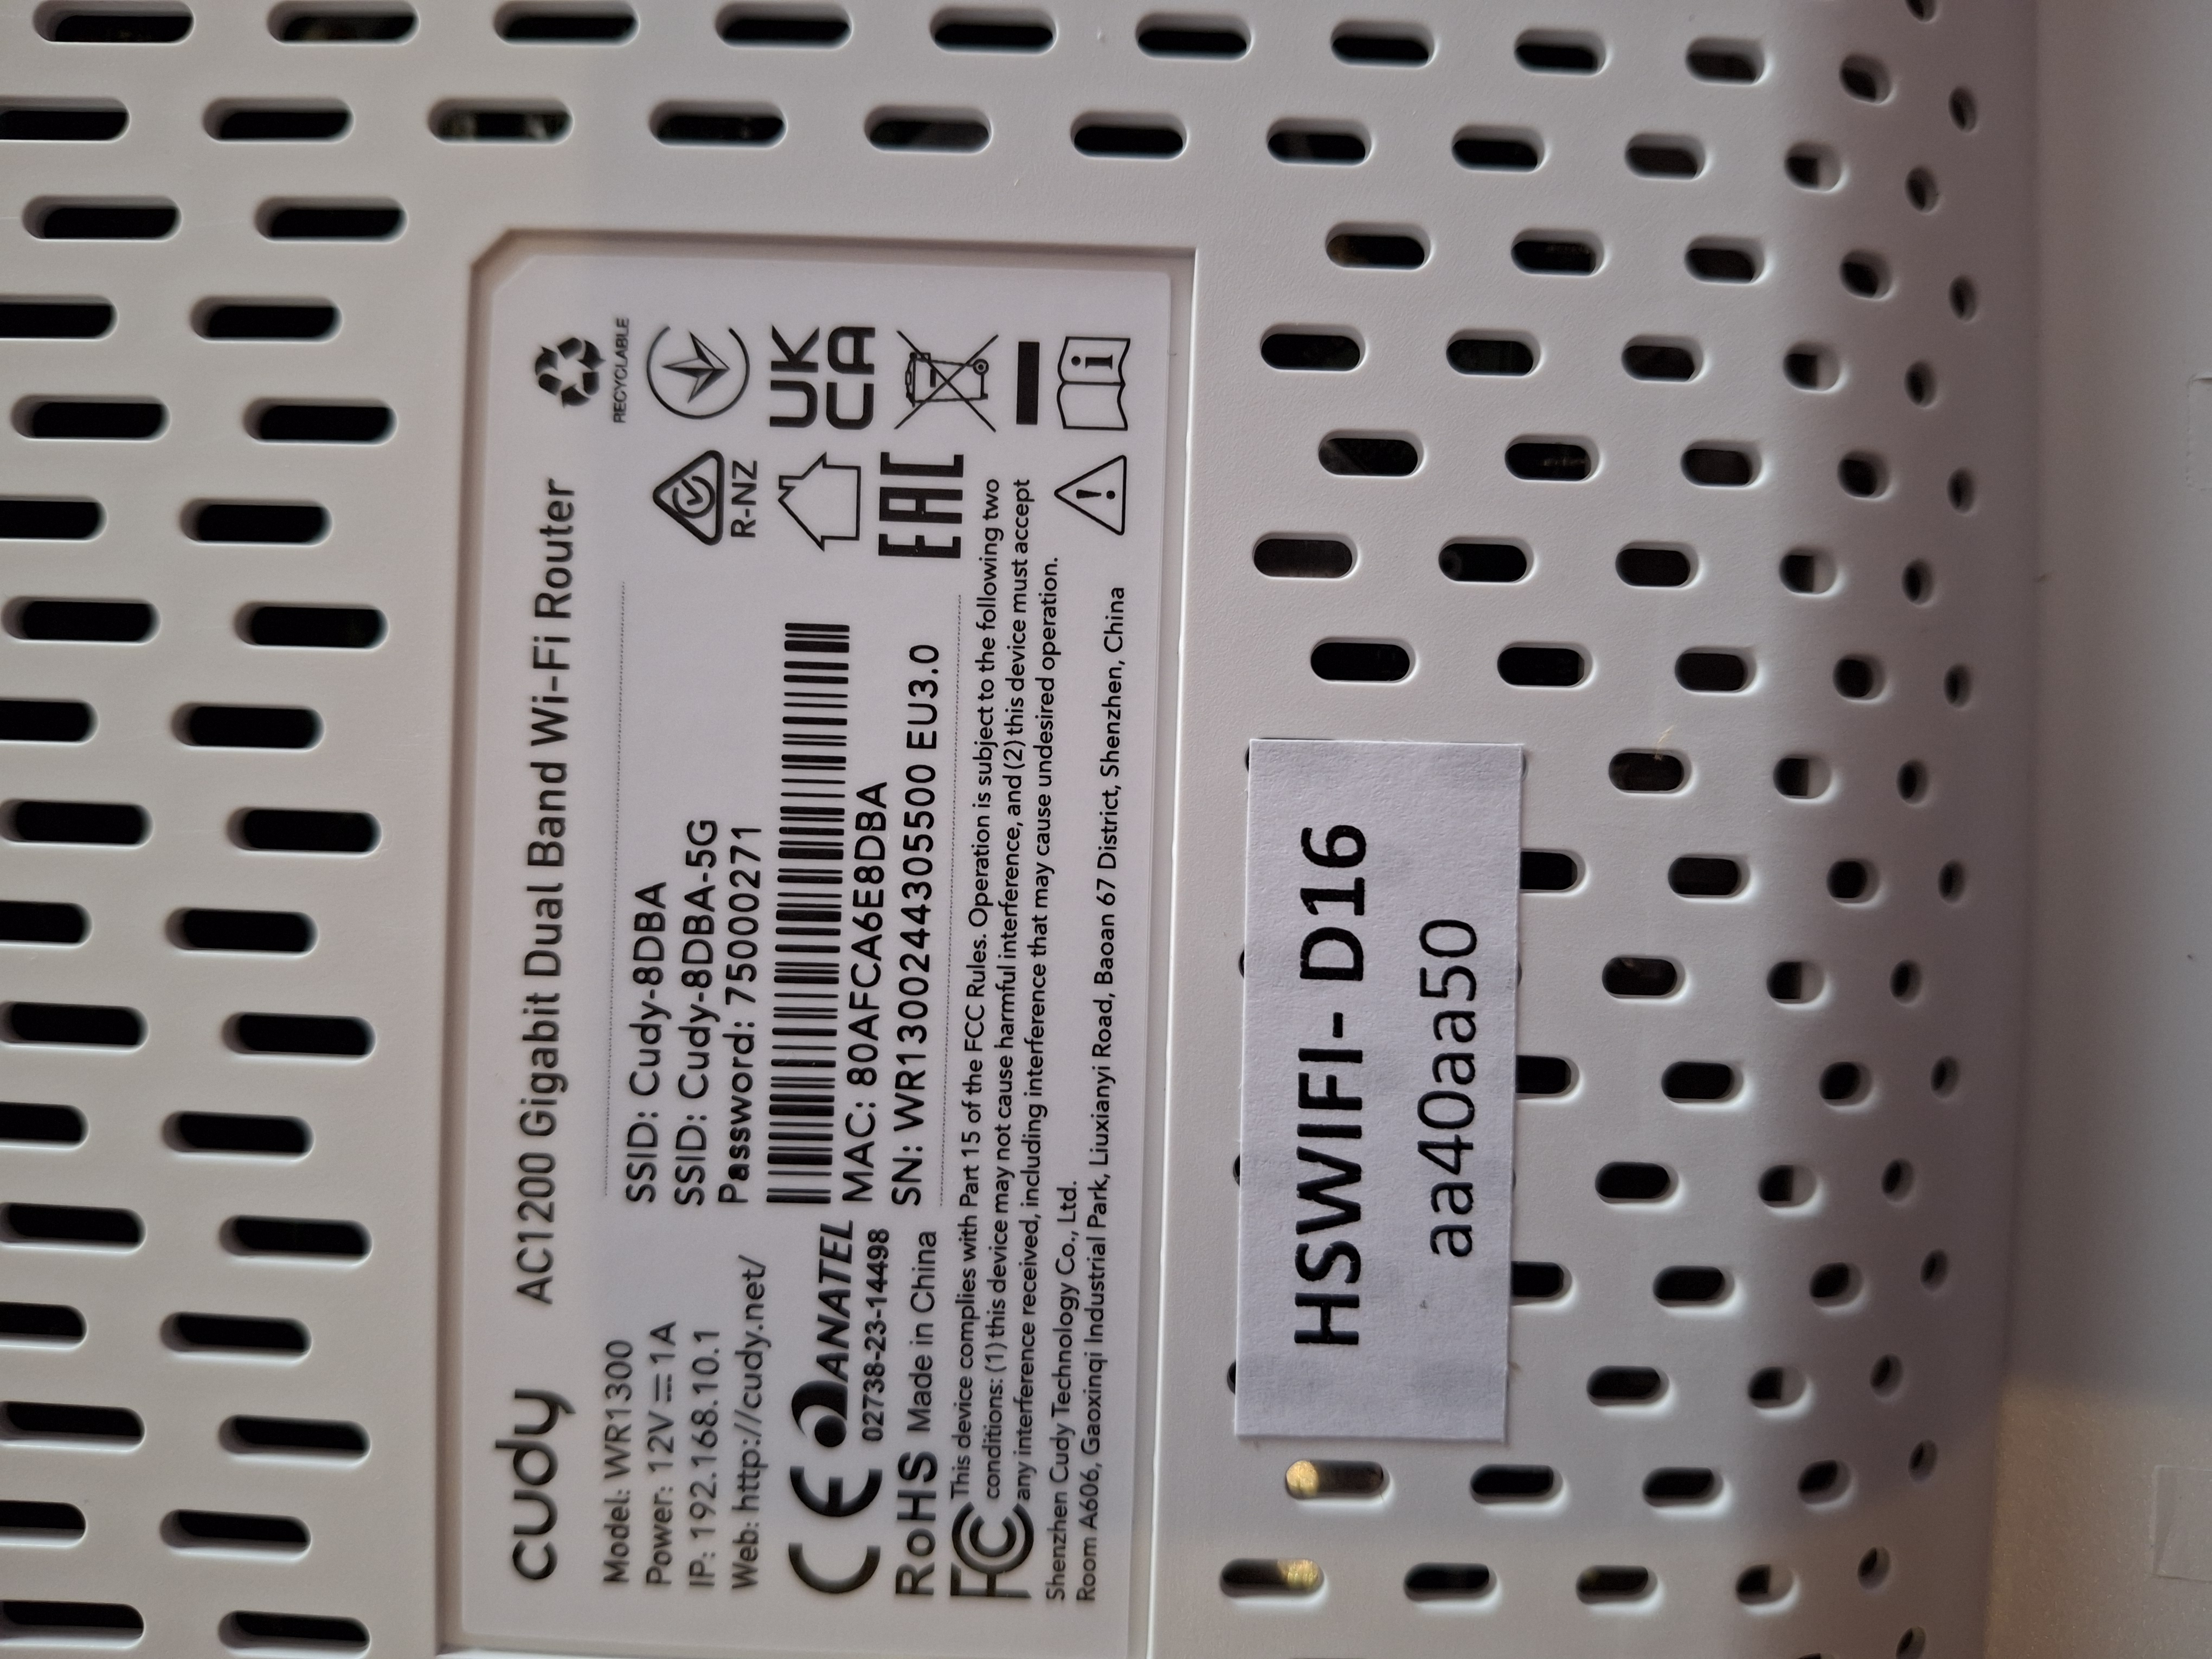 cudy AC1200 Gigabit Dual Band Wi-Fi Router
RECYCLABLE
Model: WR1300
Power: 12V⎓1A
IP: 192.168.10.1
Web: http://cudy.net/
SSID: Cudy-8DBA
SSID: Cudy-8DBA-5G
Password: 75000271
MAC: 80AFCA6E8DBA
SN: WR1300244305500 EU3.0
CE
ANATEL
02738-23-14498
RoHS Made in China
R-NZ
UK
CA
EAC
FC This device complies with Part 15 of the FCC Rules. Operation is subject to the following two
conditions: (1) this device may not cause harmful interference, and (2) this device must accept
any interference received, including interference that may cause undesired operation.
Shenzhen Cudy Technology Co., Ltd.
Room A606, Gaoxinqi Industrial Park, Liuxianyi Road, Baoan 67 District, Shenzhen, China
HSWIFI- D16
aa40aa50